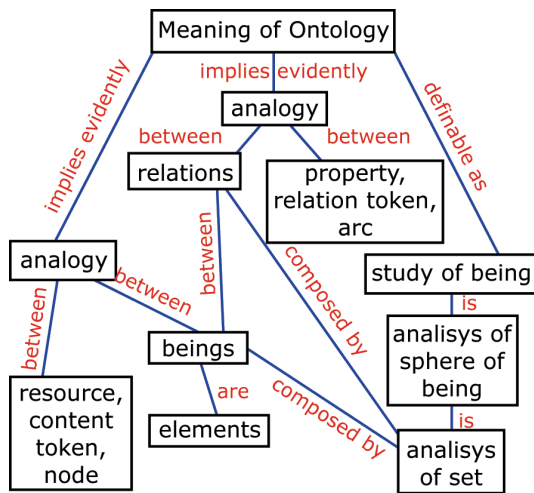 Meaning of Ontology
implies evidently
implies evidently
definable as
analogy
between
between
relations
property,
relation token,
arc
analogy
between
between
between
composed by
study of being
is
analisys of
sphere of
being
beings
are
composed by
is
resource,
content
token,
node
elements
analisys
of set